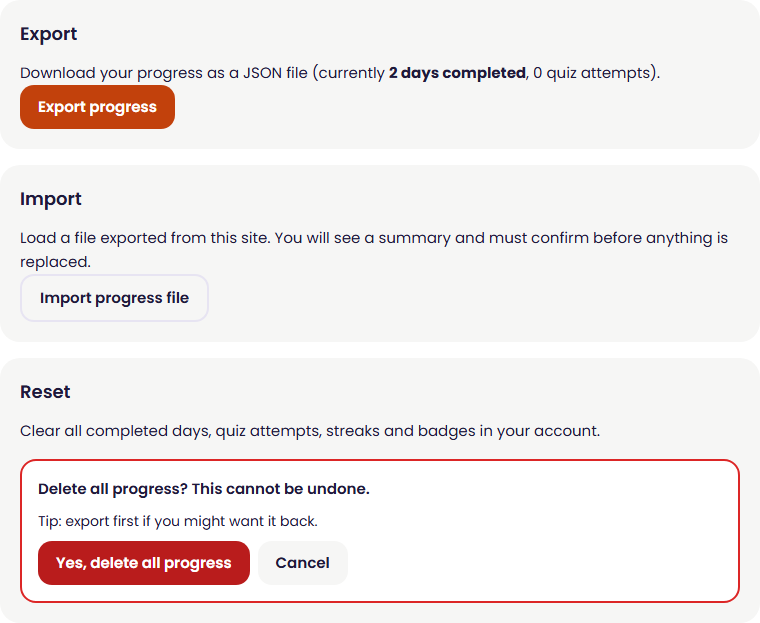 Export
Download your progress as a JSON file (currently 2 days completed, 0 quiz attempts).
Export progress
Import
Load a file exported from this site. You will see a summary and must confirm before anything is
replaced.
Import progress file
Reset
Clear all completed days, quiz attempts, streaks and badges in your account.
Delete all progress? This cannot be undone.
Tip: export first if you might want it back.
Yes, delete all progress
Cancel